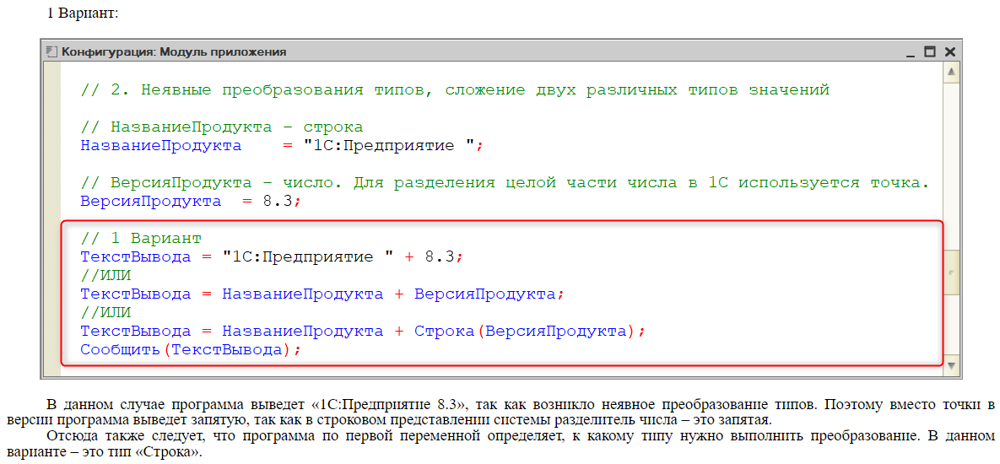 1 Вариант:
Конфигурация: Модуль приложения
// 2. Неявные преобразования типов, сложение двух различных типов значений
// НазваниеПродукта – строка
НазваниеПродукта    = "1С:Предприятие ";
// ВерсияПродукта – число. Для разделения целой части числа в 1С используется точка.
ВерсияПродукта  = 8.3;
// 1 Вариант
ТекстВывода = "1С:Предприятие " + 8.3;
//ИЛИ
ТекстВывода = НазваниеПродукта + ВерсияПродукта;
//ИЛИ
ТекстВывода = НазваниеПродукта + Строка(ВерсияПродукта);
Сообщить(ТекстВывода);
В данном случае программа выведет «1С:Предприятие 8.3», так как возникло неявное преобразование типов. Поэтому вместо точки в
версии программа выведет запятую, так как в строковом представлении системы разделитель числа – это запятая.
Отсюда также следует, что программа по первой переменной определяет, к какому типу нужно выполнить преобразование. В данном
варианте – это тип «Строка».